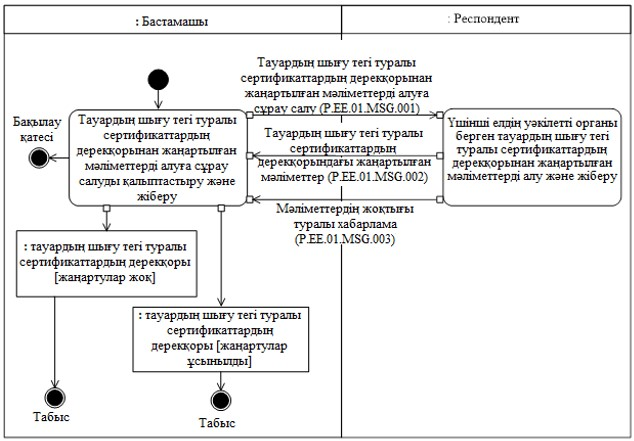 : Бастамашы
: Респондент
Тауардың шығу тегі туралы
сертификаттардың дерекқорынан
жаңартылған мәліметтерді алуға
сұрау салу (P.EE.01.MSG.001)
Бақылау
қатесі
Тауардың шығу тегі туралы
сертификаттардың
дерекқорынан жаңартылған
мәліметтерді алуға сұрау
салуды қалыптастыру және
жіберу
Тауардың шығу тегі туралы
сертификаттардың
дерекқорындағы жаңартылған
мәліметтер (P.EE.01.MSG.002)
Үшінші елдің уәкілетті органы
берген тауардың шығу тегі
туралы сертификаттардың
дерекқорынан жаңартылған
мәліметтерді алу және жіберу
Мәліметтердің жоқтығы
туралы хабарлама
(P.EE.01.MSG.003)
: тауардың шығу тегі туралы
сертификаттардың дерекқоры
[жаңартулар жоқ]
: тауардың шығу тегі туралы
сертификаттардың
дерекқоры [жаңартулар
ұсынылды]
Табыс
Табыс